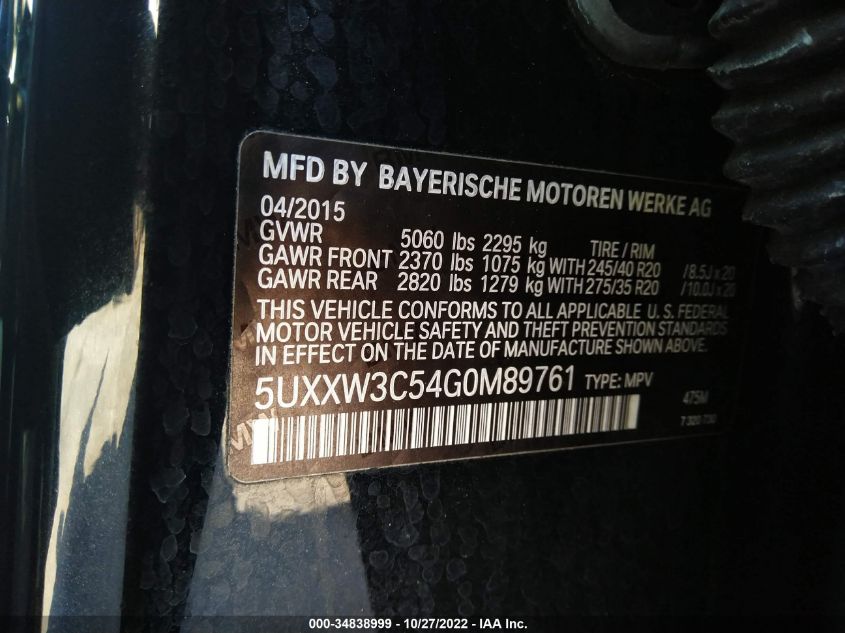 MFD BY BAYERISCHE MOTOREN WERKE AG
04/2015
GVWR 5060 lbs 2295 kg TIRE / RIM
GAWR FRONT 2370 lbs 1075 kg WITH 245/40 R20 /8.5J x 20
GAWR REAR 2820 lbs 1279 kg WITH 275/35 R20 /10.0J x 20
THIS VEHICLE CONFORMS TO ALL APPLICABLE U. S. FEDERAL
MOTOR VEHICLE SAFETY AND THEFT PREVENTION STANDARDS
IN EFFECT ON THE DATE OF MANUFACTURE SHOWN ABOVE.
5UXXW3C54G0M89761 TYPE: MPV 475M
7 320 730
000-34838999 — 10/27/2022 — IAA Inc.